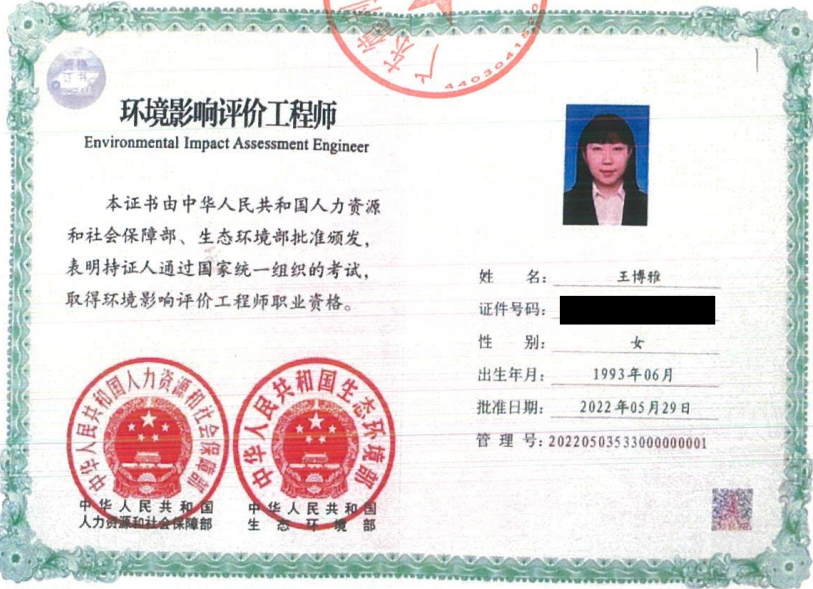 广东
440304152
环境影响评价工程师
Environmental Impact Assessment Engineer
本证书由中华人民共和国人力资源
和社会保障部、生态环境部批准颁发，
表明持证人通过国家统一组织的考试，
取得环境影响评价工程师职业资格。
姓 名： 王博雅
证件号码：
性 别： 女
出生年月： 1993年06月
批准日期： 2022年05月29日
管 理 号：20220503533000000001
中华人民共和国人力资源和社会保障部
中华人民共和国生态环境部
中华人民共和国
人力资源和社会保障部
中华人民共和国
生态环境部